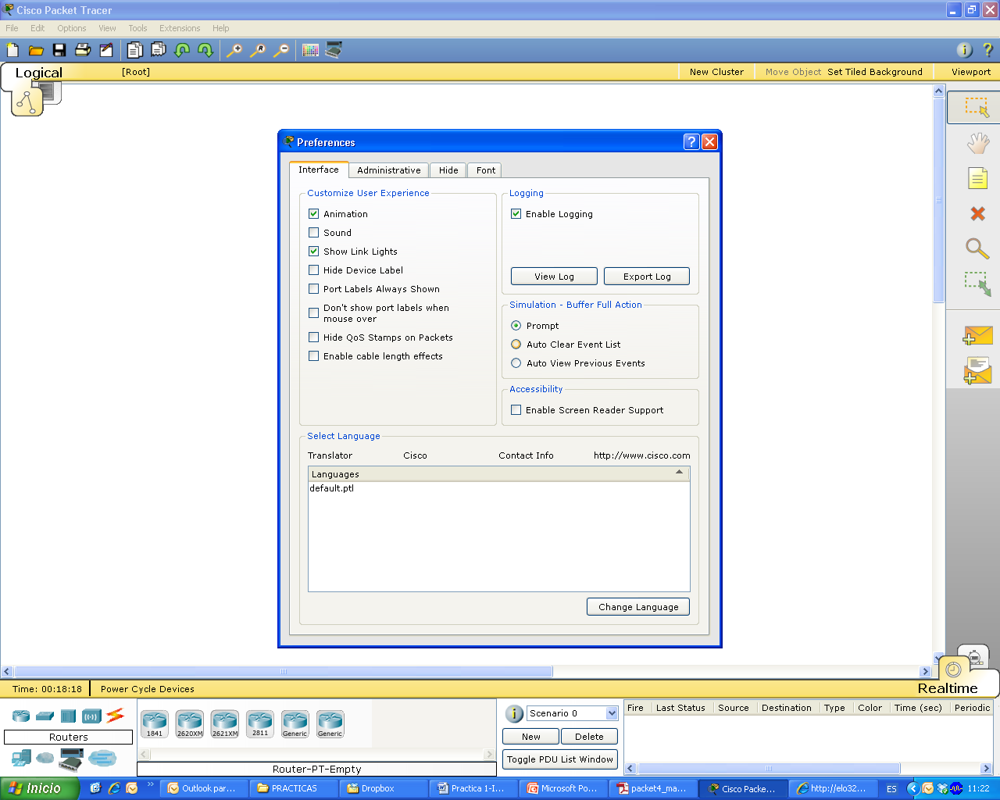 Cisco Packet Tracer
File Edit Options View Tools Extensions Help
Logical [Root] New Cluster Move Object Set Tiled Background Viewport
Preferences
Interface Administrative Hide Font
Customize User Experience
Animation
Sound
Show Link Lights
Hide Device Label
Port Labels Always Shown
Don't show port labels when
mouse over
Hide QoS Stamps on Packets
Enable cable length effects
Logging
Enable Logging
View Log Export Log
Simulation - Buffer Full Action
Prompt
Auto Clear Event List
Auto View Previous Events
Accessibility
Enable Screen Reader Support
Select Language
Translator Cisco Contact Info http://www.cisco.com
Languages
default.ptl
Change Language
Realtime
Time: 00:18:18 Power Cycle Devices
Routers
1841 2620XM 2621XM 2811 Generic Generic
Router-PT-Empty
Scenario 0
New Delete
Toggle PDU List Window
Fire Last Status Source Destination Type Color Time (sec) Periodic
Inicio Outlook par... PRACTICAS Dropbox Practica 1-I... Microsoft Po... packet4_ma... Cisco Packe... http://elo32... ES 11:22